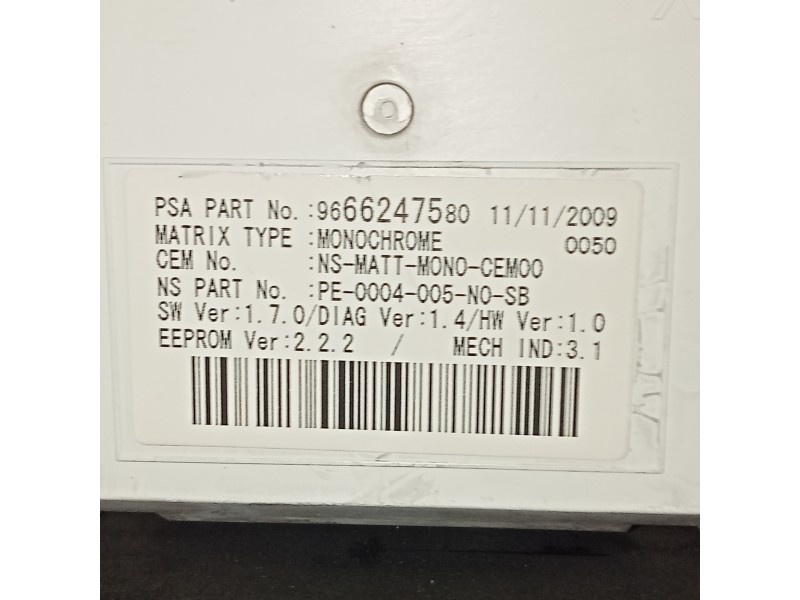 PSA PART No.:9666247580 11/11/2009
MATRIX TYPE :MONOCHROME 0050
CEM No. :NS-MATT-MONO-CEM00
NS PART No. :PE-0004-005-NO-SB
SW Ver:1.7.0/DIAG Ver:1.4/HW Ver:1.0
EEPROM Ver:2.2.2 / MECH IND:3.1